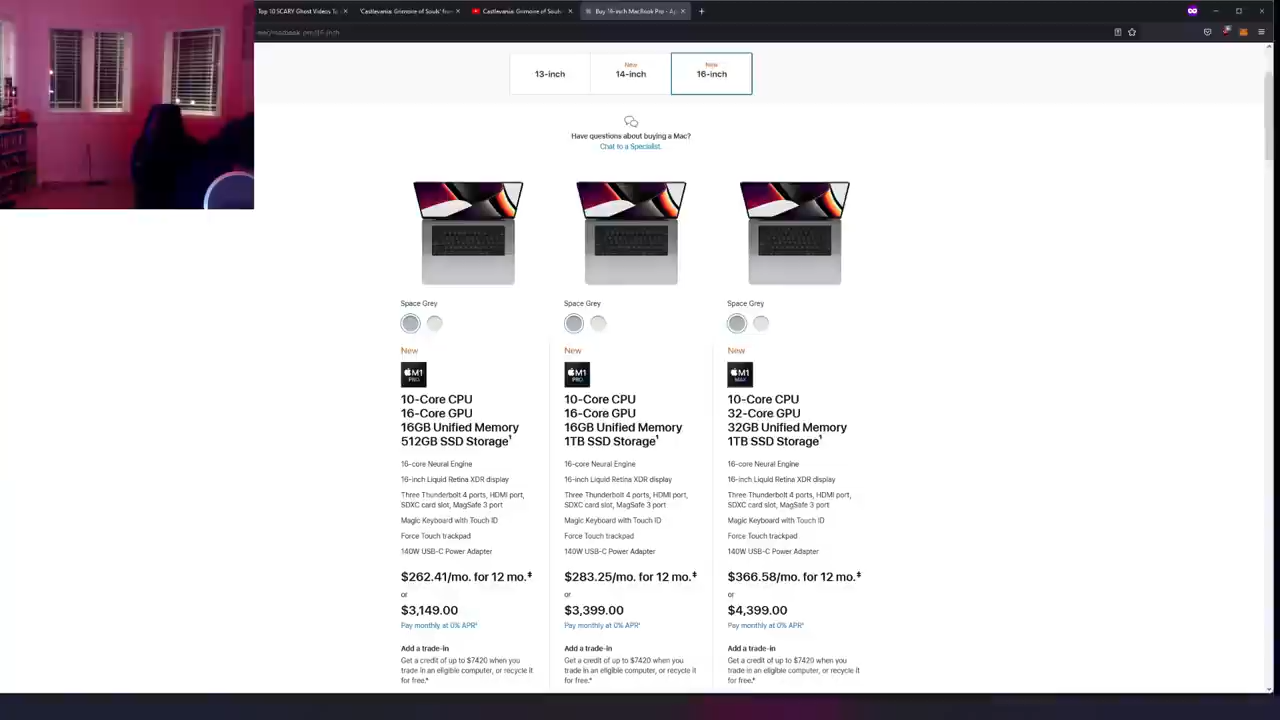 Top 10 SCARY Ghost Videos To
'Castlevania: Grimoire of Souls' from
Castlevania: Grimoire of Souls
Buy 16-inch MacBook Pro - Ap
13-inch
New
14-inch
New
16-inch
Have questions about buying a Mac?
Chat to a Specialist.
Space Grey
Space Grey
Space Grey
New
M1
PRO
10-Core CPU
16-Core GPU
16GB Unified Memory
512GB SSD Storage¹
16-core Neural Engine
16-inch Liquid Retina XDR display
Three Thunderbolt 4 ports, HDMI port,
SDXC card slot, MagSafe 3 port
Magic Keyboard with Touch ID
Force Touch trackpad
140W USB-C Power Adapter
$262.41/mo. for 12 mo.‡
or
$3,149.00
Pay monthly at 0% APR*
Add a trade-in
Get a credit of up to $7420 when you
trade in an eligible computer, or recycle it
for free.*
New
M1
PRO
10-Core CPU
16-Core GPU
16GB Unified Memory
1TB SSD Storage¹
16-core Neural Engine
16-inch Liquid Retina XDR display
Three Thunderbolt 4 ports, HDMI port,
SDXC card slot, MagSafe 3 port
Magic Keyboard with Touch ID
Force Touch trackpad
140W USB-C Power Adapter
$283.25/mo. for 12 mo.‡
or
$3,399.00
Pay monthly at 0% APR*
Add a trade-in
Get a credit of up to $7420 when you
trade in an eligible computer, or recycle it
for free.*
New
M1
MAX
10-Core CPU
32-Core GPU
32GB Unified Memory
1TB SSD Storage¹
16-core Neural Engine
16-inch Liquid Retina XDR display
Three Thunderbolt 4 ports, HDMI port,
SDXC card slot, MagSafe 3 port
Magic Keyboard with Touch ID
Force Touch trackpad
140W USB-C Power Adapter
$366.58/mo. for 12 mo.‡
or
$4,399.00
Pay monthly at 0% APR*
Add a trade-in
Get a credit of up to $7420 when you
trade in an eligible computer, or recycle it
for free.*